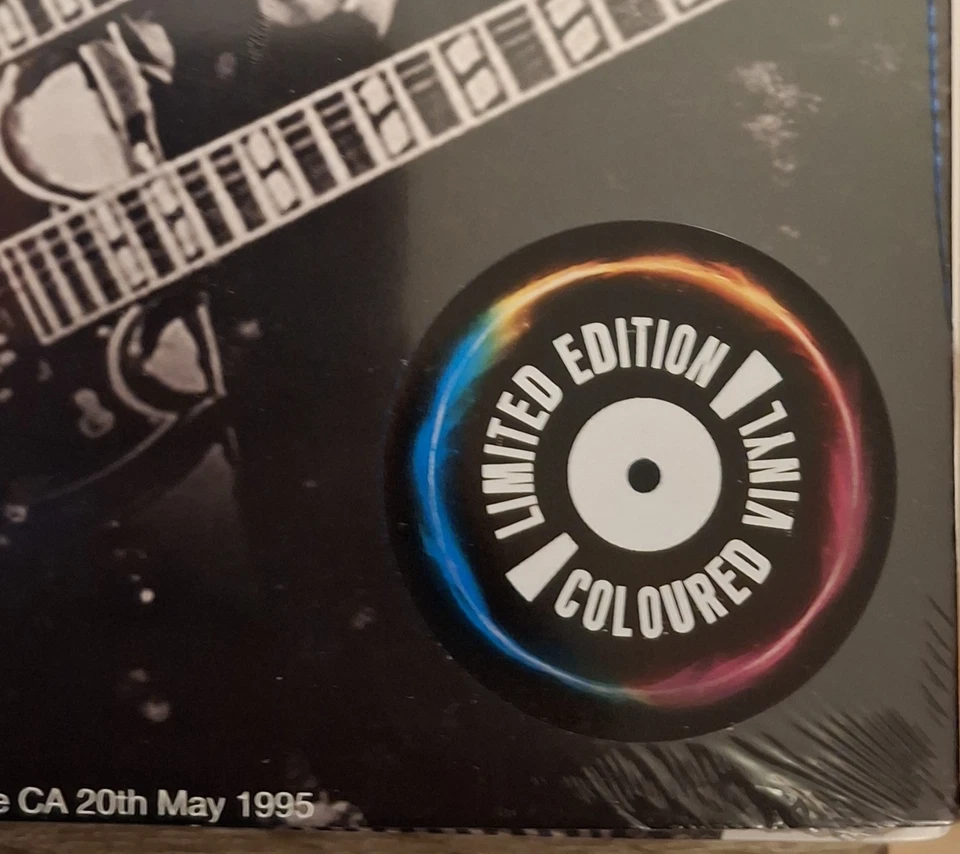 LIMITED EDITION
COLOURED VINYL
e CA 20th May 1995